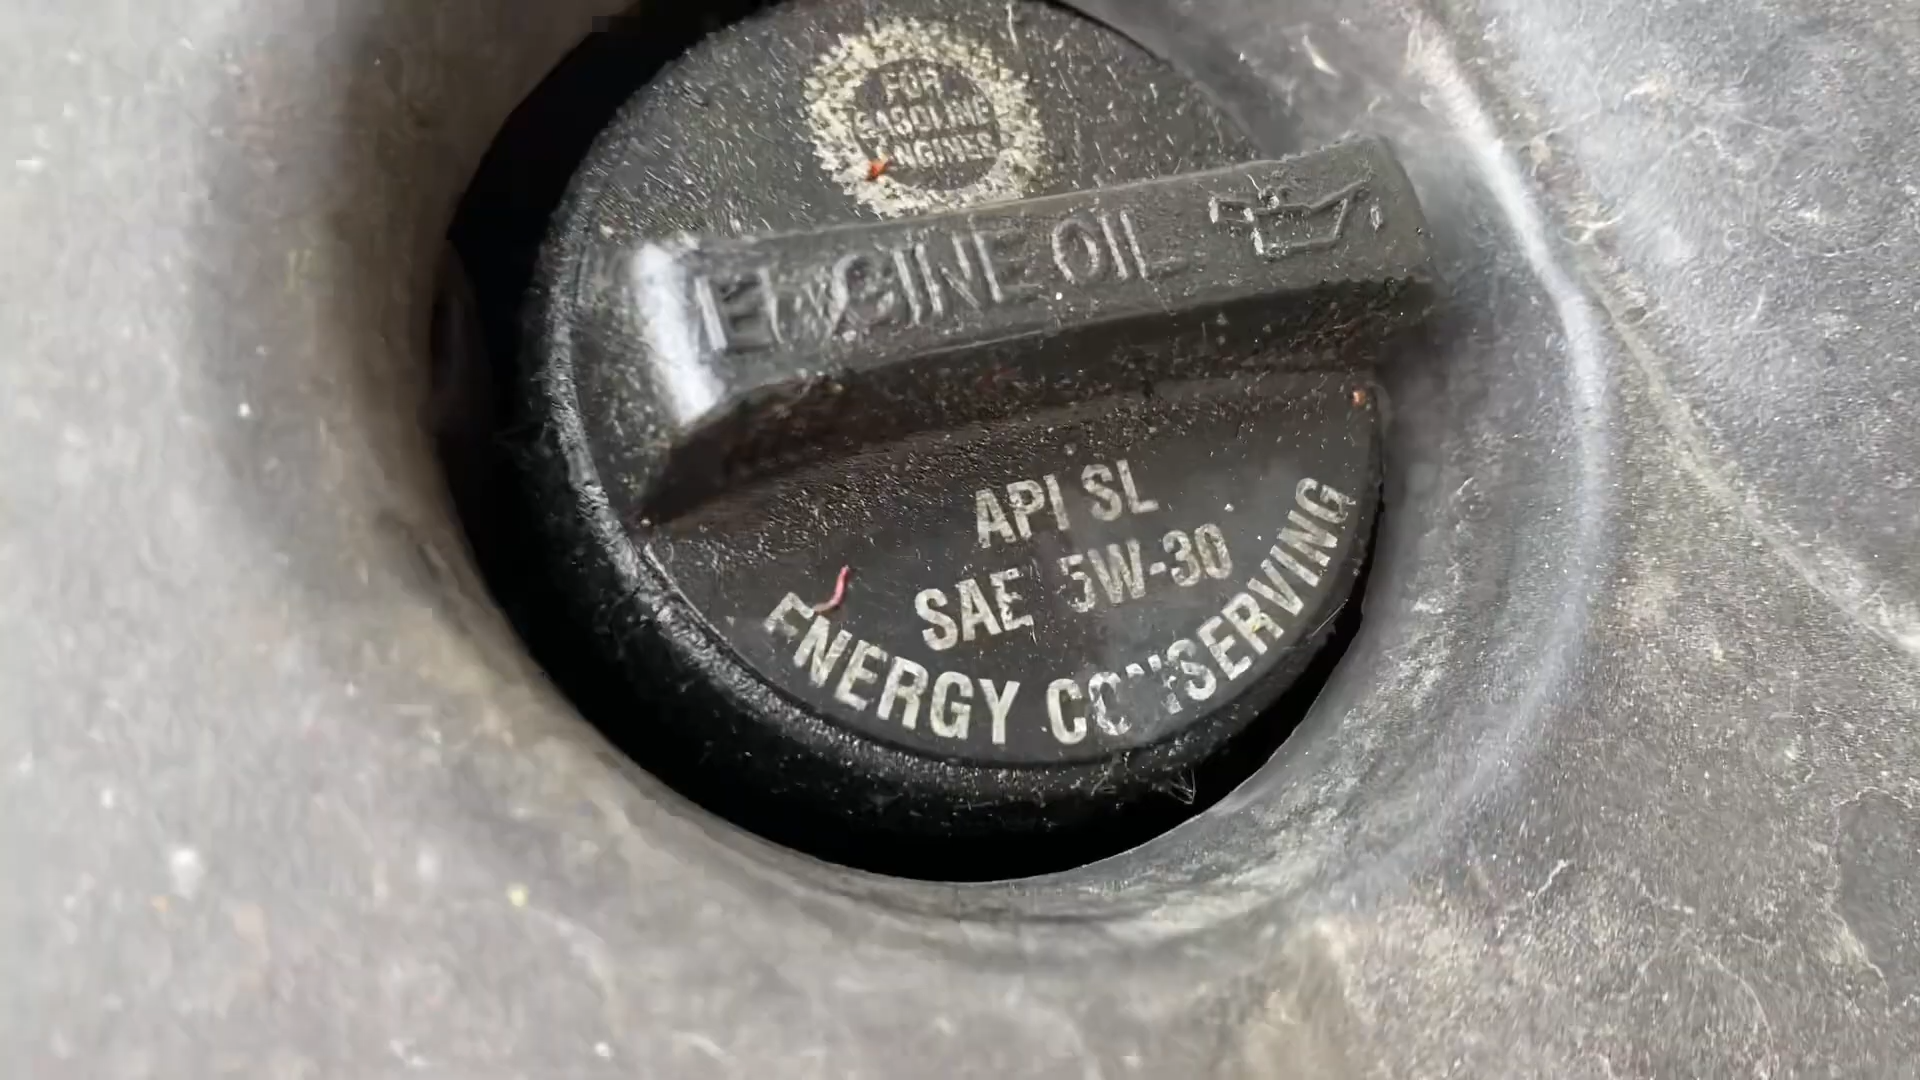 FOR
GASOLINE
ENGINES
ENGINE OIL
API SL
SAE 5W-30
ENERGY CONSERVING